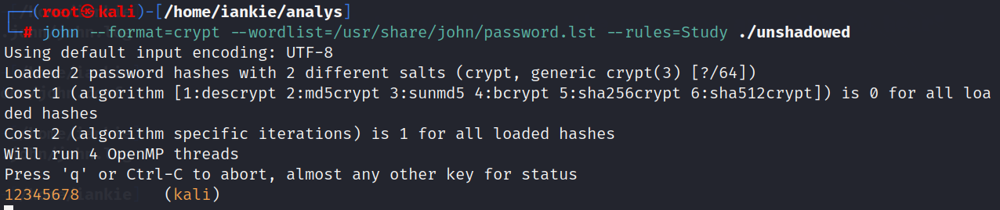 ┌──(root㉿kali)-[/home/iankie/analys]
└─# john --format=crypt --wordlist=/usr/share/john/password.lst --rules=Study ./unshadowed
Using default input encoding: UTF-8
Loaded 2 password hashes with 2 different salts (crypt, generic crypt(3) [?/64])
Cost 1 (algorithm [1:descrypt 2:md5crypt 3:sunmd5 4:bcrypt 5:sha256crypt 6:sha512crypt]) is 0 for all loa
ded hashes
Cost 2 (algorithm specific iterations) is 1 for all loaded hashes
Will run 4 OpenMP threads
Press 'q' or Ctrl-C to abort, almost any other key for status
12345678         (kali)